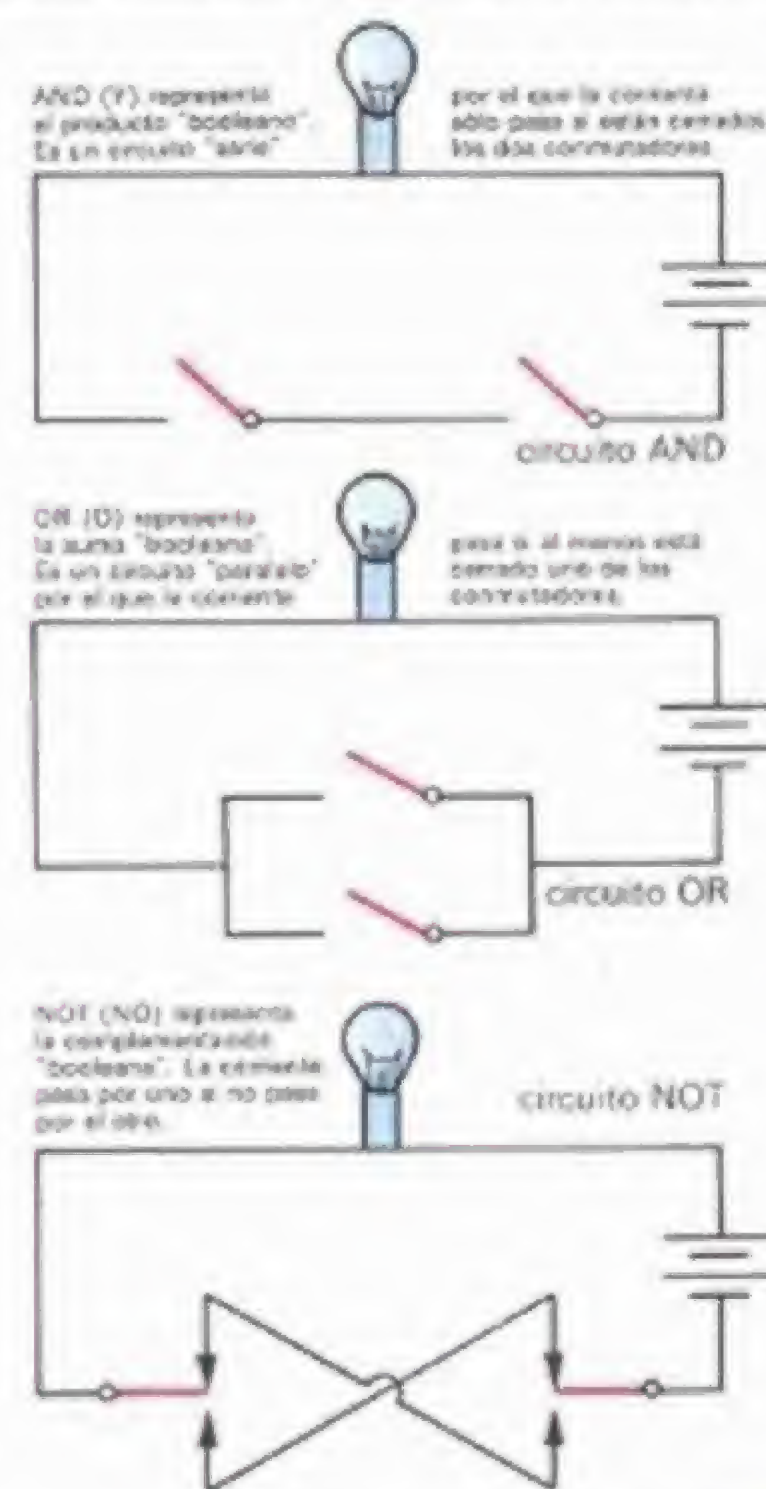 AND (Y) representa
el producto "booleano".
Es un circuito "serie"
por el que la corriente
sólo pasa si están cerrados
los dos conmutadores.
circuito AND
OR (O) representa
la suma "booleana".
Es un circuito "paralelo"
por el que la corriente
pasa si al menos está
cerrado uno de los
conmutadores.
circuito OR
NOT (NO) representa
la complementación
"booleana". La corriente
pasa por uno si no pasa
por el otro.
circuito NOT